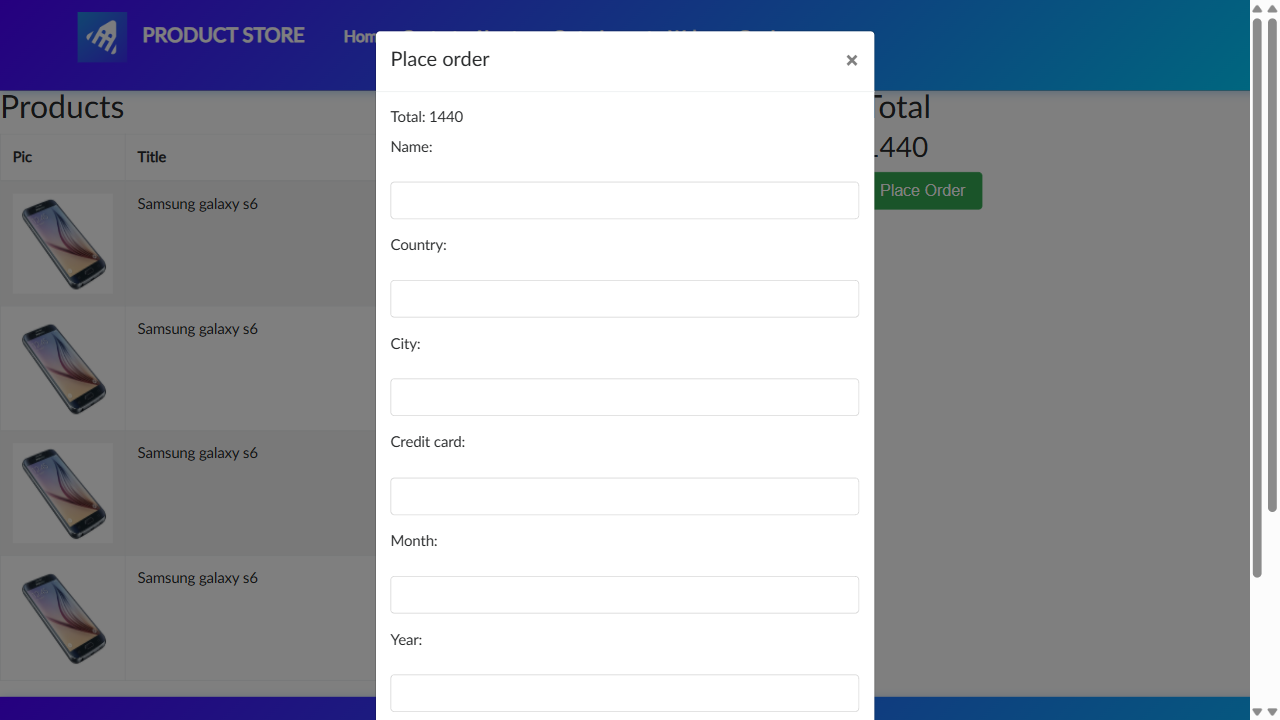 PRODUCT STORE
Products
Pic
Title
Samsung galaxy s6
Samsung galaxy s6
Samsung galaxy s6
Samsung galaxy s6
Place order
×
Total: 1440
Name:
Country:
City:
Credit card:
Month:
Year:
Total
1440
Place Order